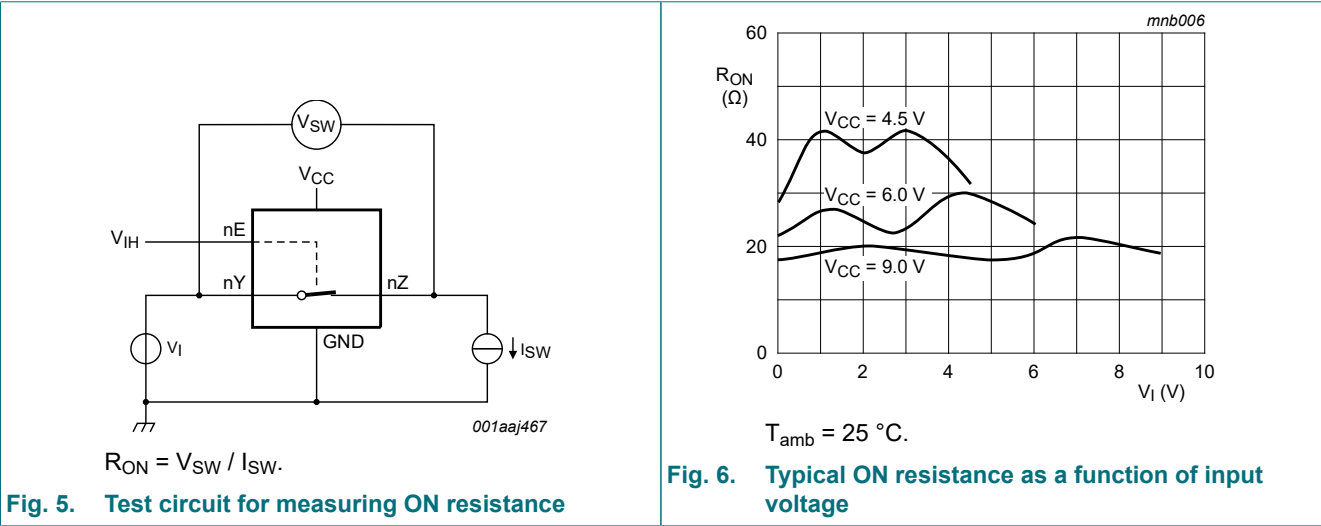 VSW
VCC
VIH
nE
nY
nZ
GND
VI
ISW
001aaj467
RON = VSW / ISW.
Fig. 5. Test circuit for measuring ON resistance
mnb006
60
RON
(Ω)
VCC = 4.5 V
40
VCC = 6.0 V
20
VCC = 9.0 V
0
0 2 4 6 8 10
VI (V)
Tamb = 25 °C.
Fig. 6. Typical ON resistance as a function of input
voltage